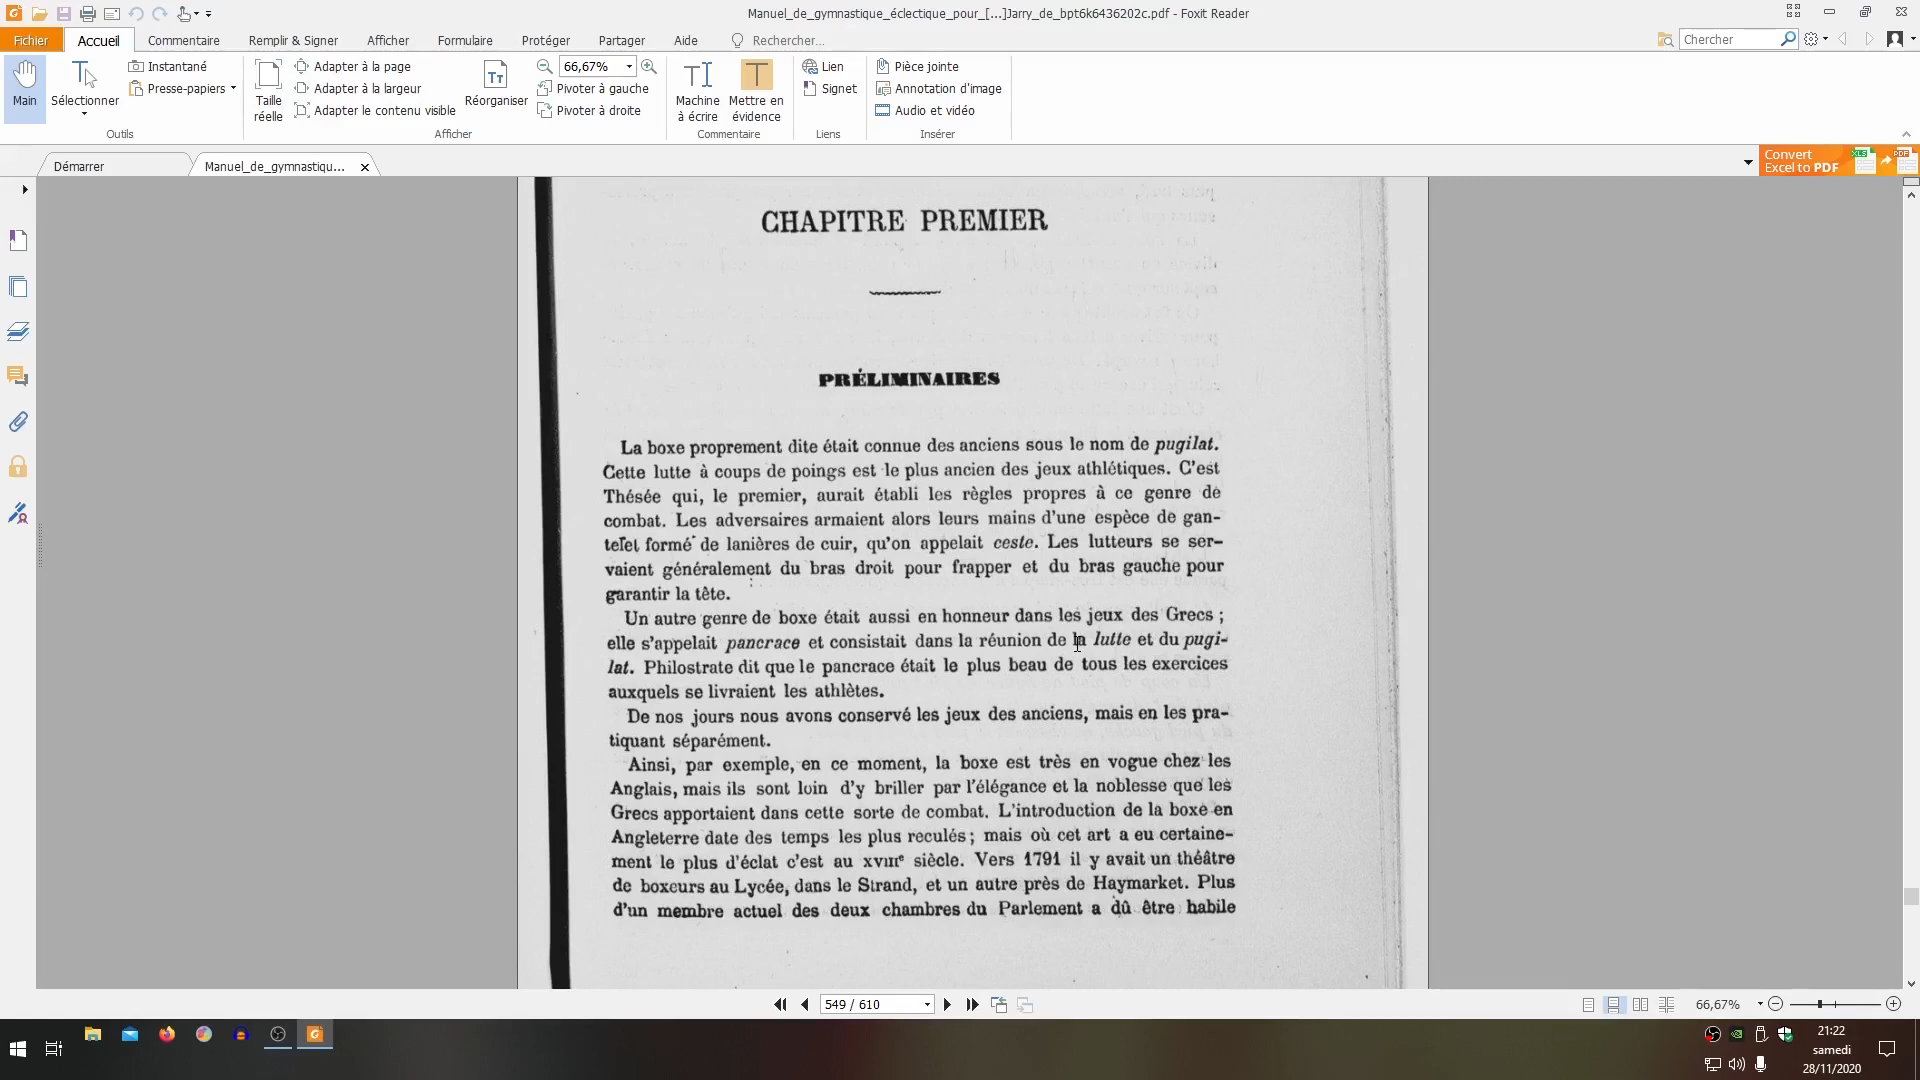 Manuel_de_gymnastique_éclectique_pour_[...]Jarry_de_bpt6k6436202c.pdf - Foxit Reader
Fichier Accueil Commentaire Remplir & Signer Afficher Formulaire Protéger Partager Aide Rechercher... Chercher
Main
Sélectionner
Instantané
Presse-papiers
Outils
Taille réelle
Adapter à la page
Adapter à la largeur
Adapter le contenu visible
Réorganiser
66,67%
Pivoter à gauche
Pivoter à droite
Afficher
Machine à écrire
Mettre en évidence
Commentaire
Lien
Signet
Liens
Pièce jointe
Annotation d'image
Audio et vidéo
Insérer
Démarrer
Manuel_de_gymnastiqu...
Convert
Excel to PDF
XLS
PDF
CHAPITRE PREMIER
PRÉLIMINAIRES
La boxe proprement dite était connue des anciens sous le nom de pugilat.
Cette lutte à coups de poings est le plus ancien des jeux athlétiques. C'est
Thésée qui, le premier, aurait établi les règles propres à ce genre de
combat. Les adversaires armaient alors leurs mains d'une espèce de gan-
telet formé de lanières de cuir, qu'on appelait ceste. Les lutteurs se ser-
vaient généralement du bras droit pour frapper et du bras gauche pour
garantir la tête.
Un autre genre de boxe était aussi en honneur dans les jeux des Grecs ;
elle s'appelait pancrace et consistait dans la réunion de la lutte et du pugi-
lat. Philostrate dit que le pancrace était le plus beau de tous les exercices
auxquels se livraient les athlètes.
De nos jours nous avons conservé les jeux des anciens, mais en les pra-
tiquant séparément.
Ainsi, par exemple, en ce moment, la boxe est très en vogue chez les
Anglais, mais ils sont loin d'y briller par l'élégance et la noblesse que les
Grecs apportaient dans cette sorte de combat. L'introduction de la boxe en
Angleterre date des temps les plus reculés ; mais où cet art a eu certaine-
ment le plus d'éclat c'est au XVIIIe siècle. Vers 1791 il y avait un théâtre
de boxeurs au Lycée, dans le Strand, et un autre près de Haymarket. Plus
d'un membre actuel des deux chambres du Parlement a dû être habile
549 / 610
66,67%
21:22
samedi
28/11/2020